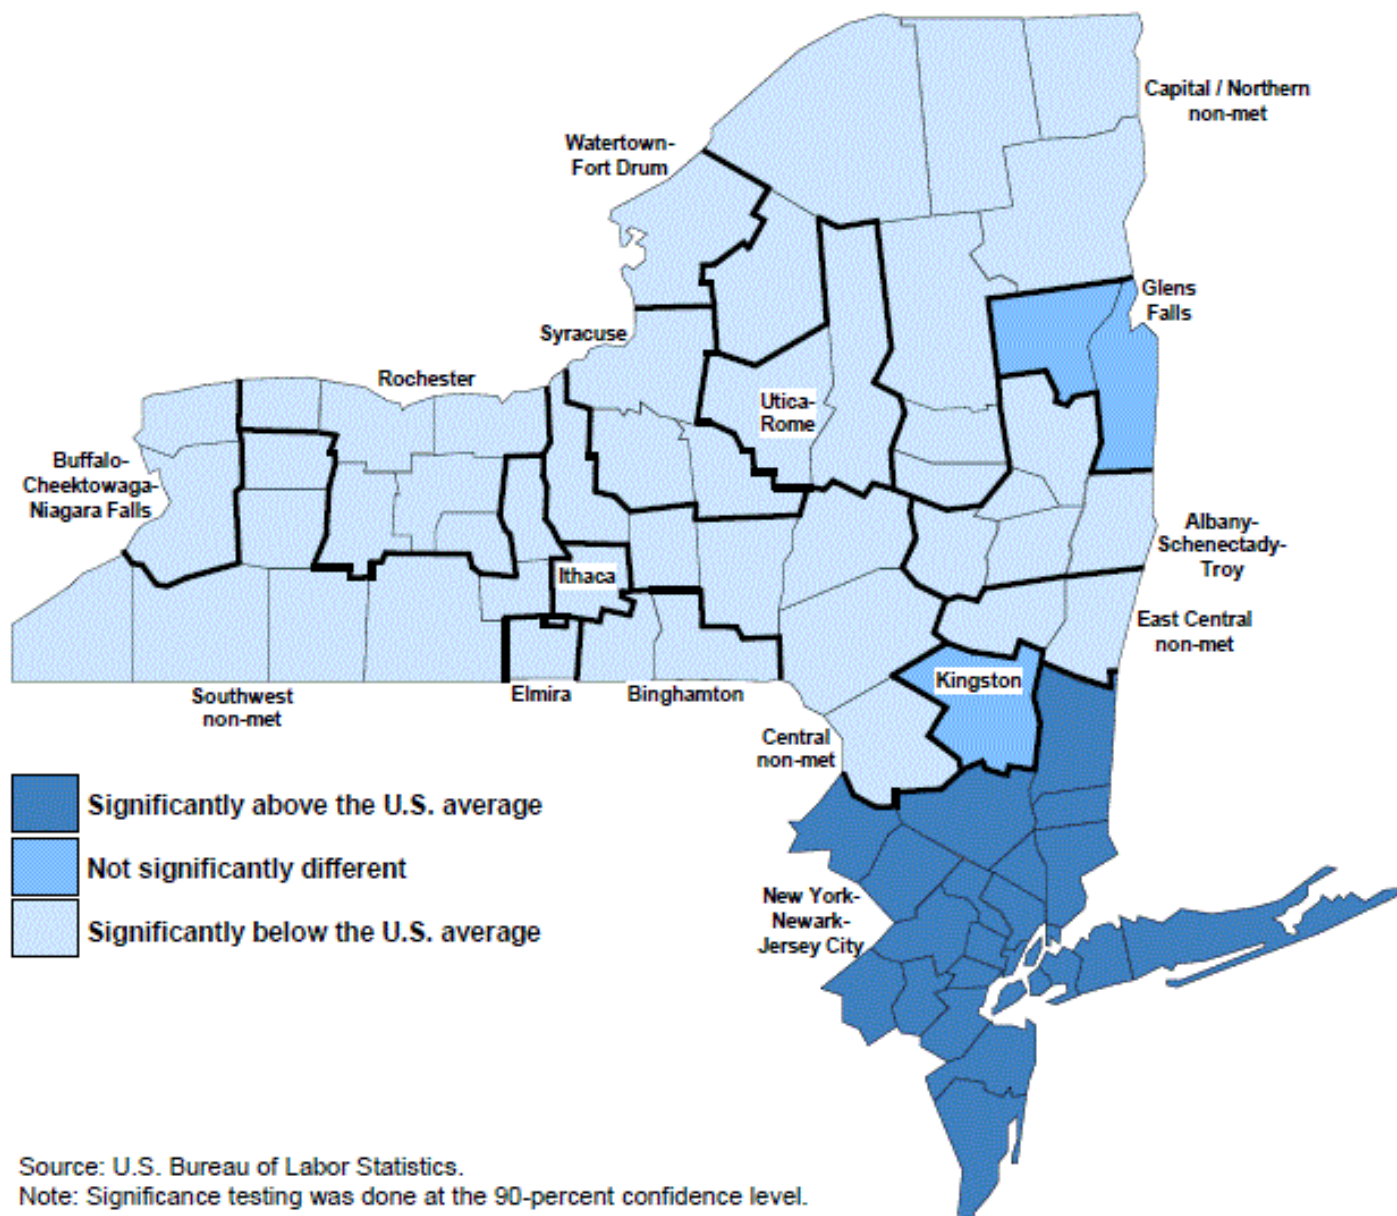 Capital / Northern
non-met
Watertown-
Fort Drum
Glens
Falls
Syracuse
Rochester
Utica-
Rome
Buffalo-
Cheektowaga-
Niagara Falls
Albany-
Schenectady-
Troy
Ithaca
East Central
non-met
Kingston
Southwest
non-met
Elmira
Binghamton
Central
non-met
Significantly above the U.S. average
Not significantly different
Significantly below the U.S. average
New York-
Newark-
Jersey City
Source: U.S. Bureau of Labor Statistics.
Note: Significance testing was done at the 90-percent confidence level.